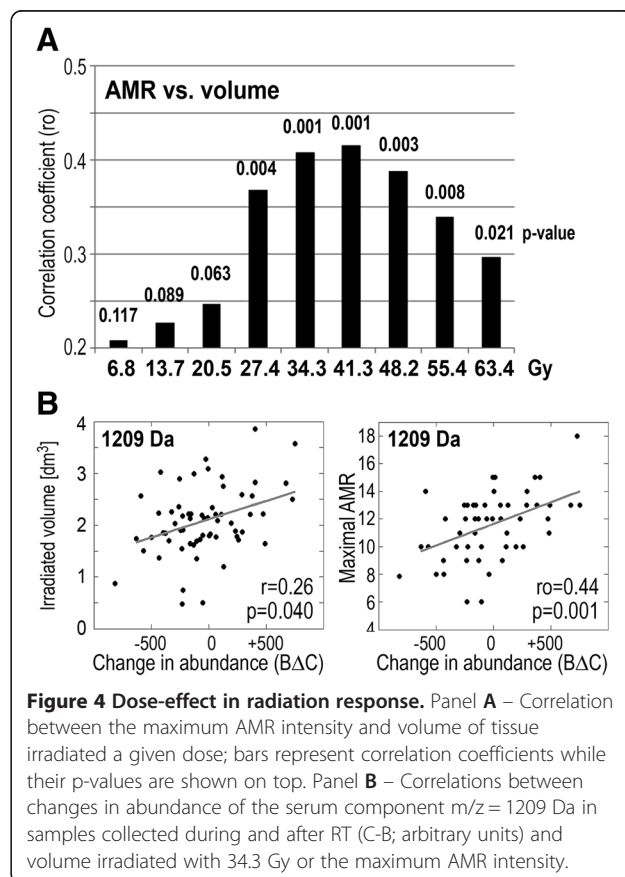 A
AMR vs. volume
Correlation coefficient (ro)
0.5
0.4
0.3
0.2
0.117
0.089
0.063
0.004
0.001
0.001
0.003
0.008
0.021 p-value
6.8 13.7 20.5 27.4 34.3 41.3 48.2 55.4 63.4 Gy
B
1209 Da
Irradiated volume [dm³]
4
3
2
1
0
r=0.26
p=0.040
-500 0 +500
Change in abundance (BΔC)
1209 Da
Maximal AMR
18
16
14
12
10
8
6
4
ro=0.44
p=0.001
-500 0 +500
Change in abundance (BΔC)
Figure 4 Dose-effect in radiation response. Panel A – Correlation
between the maximum AMR intensity and volume of tissue
irradiated a given dose; bars represent correlation coefficients while
their p-values are shown on top. Panel B – Correlations between
changes in abundance of the serum component m/z = 1209 Da in
samples collected during and after RT (C-B; arbitrary units) and
volume irradiated with 34.3 Gy or the maximum AMR intensity.